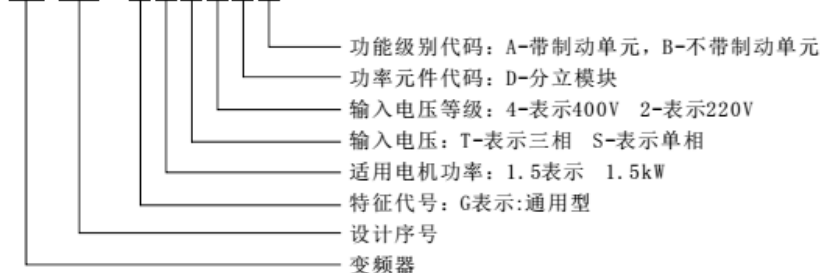 功能级别代码：A-带制动单元，B-不带制动单元
功率元件代码：D-分立模块
输入电压等级：4-表示400V 2-表示220V
输入电压：T-表示三相 S-表示单相
适用电机功率：1.5表示 1.5kW
特征代号：G表示:通用型
设计序号
变频器